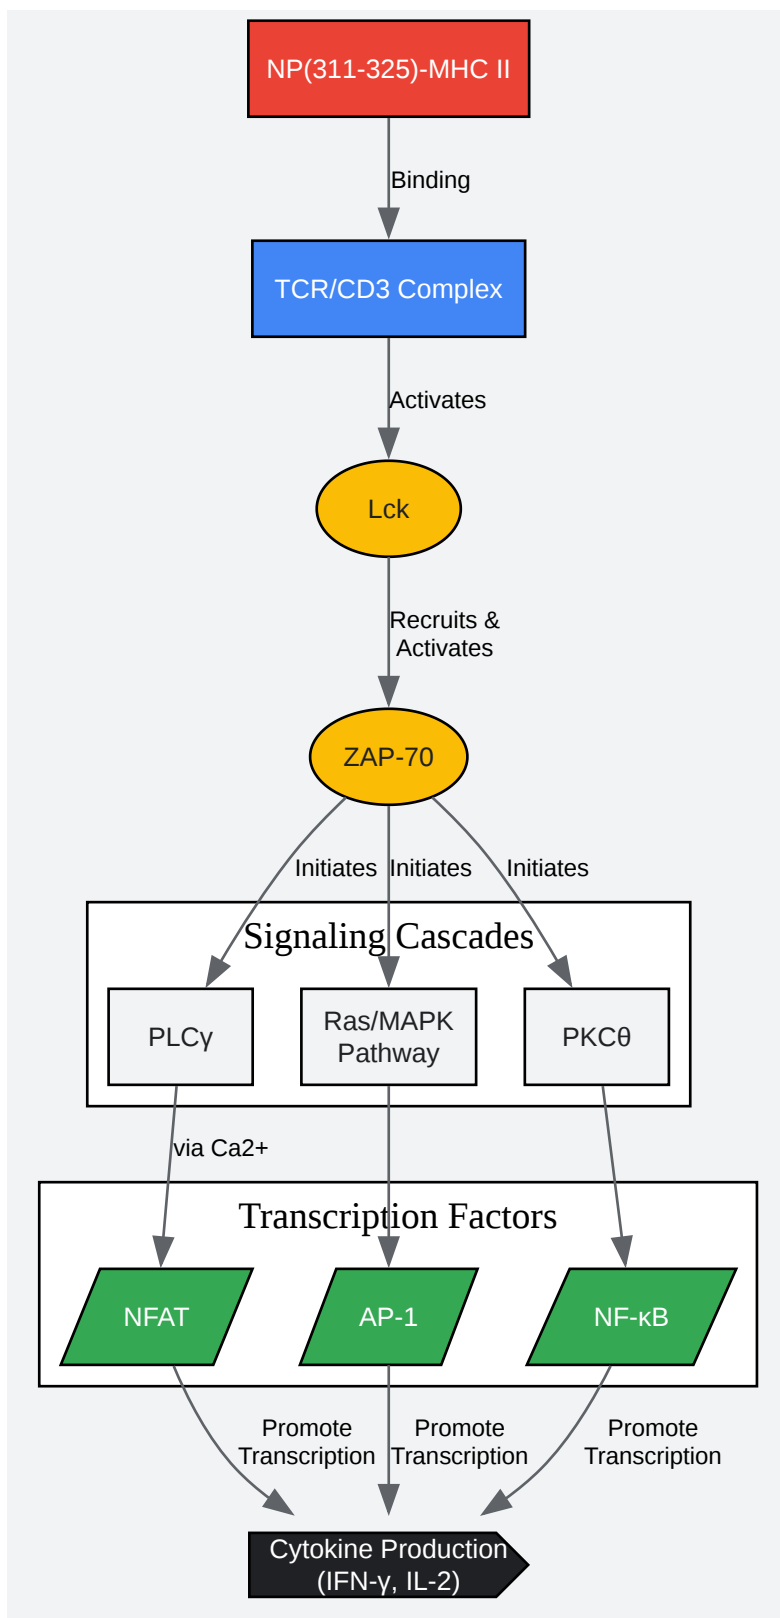 NP(311-325)-MHC II
Binding
TCR/CD3 Complex
Activates
Lck
Recruits &
Activates
ZAP-70
Initiates
Initiates
Initiates
Signaling Cascades
PLCγ
Ras/MAPK
Pathway
PKCθ
via Ca2+
Transcription Factors
NFAT
AP-1
NF-κB
Promote
Transcription
Promote
Transcription
Promote
Transcription
Cytokine Production
(IFN-γ, IL-2)